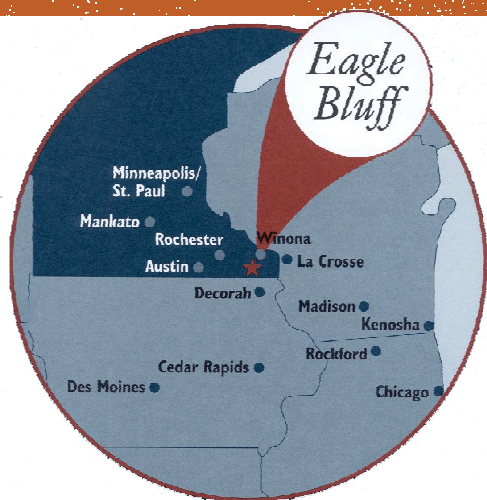 Eagle
Bluff
Minneapolis/
St. Paul
Mankato
Rochester
Winona
Austin
La Crosse
Decorah
Madison
Kenosha
Rockford
Cedar Rapids
Des Moines
Chicago